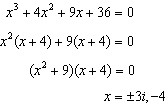 x³ + 4x² + 9x + 36 = 0
x²(x + 4) + 9(x + 4) = 0
(x² + 9)(x + 4) = 0
x = ±3i, −4